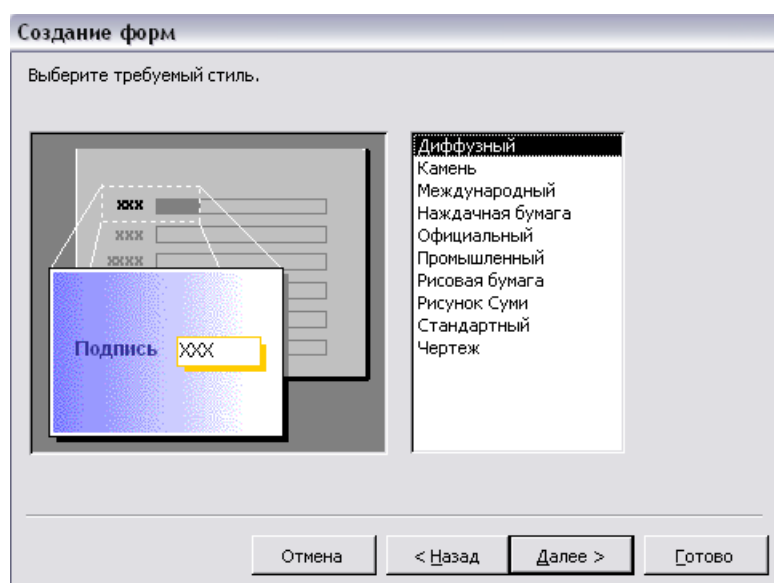 Создание форм
Выберите требуемый стиль.
xxx
xxx
xxxx
Подпись XXX
Диффузный
Камень
Международный
Наждачная бумага
Официальный
Промышленный
Рисовая бумага
Рисунок Суми
Стандартный
Чертеж
Отмена < Назад Далее > Готово